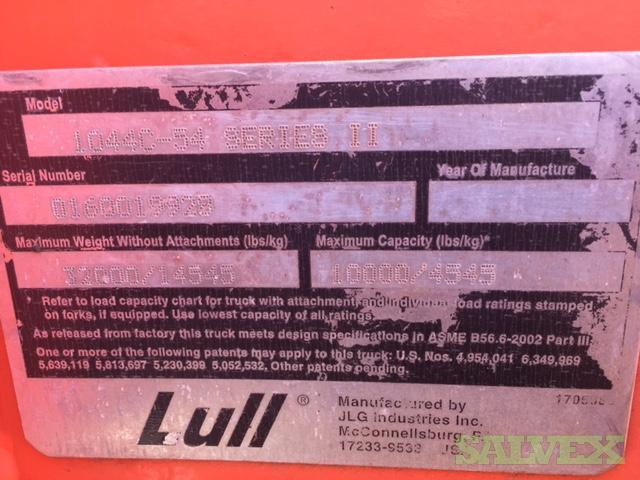 Model
1044C-54 SERIES II
Serial Number
Year Of Manufacture
0160019928
Maximum Weight Without Attachments (lbs/kg)
Maximum Capacity (lb/kg)*
32000/14545
10000/4545
Refer to load capacity chart for truck with attachment and individual load ratings stamped
on forks, if equipped. Use lowest capacity of all ratings.
As released from factory this truck meets design specifications in ASME B56.6-2002 Part III
One or more of the following patents may apply to this truck: U.S. Nos. 4,954,041 6,349,969
5,639,119 5,813,697 5,230,399 5,052,532, Other patents pending.
Lull®
Manufactured by
JLG Industries Inc.
McConnellsburg,
17233-9533
SALVEX